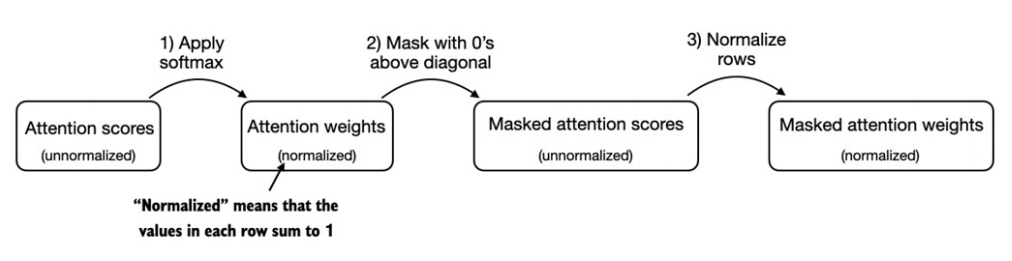 1) Apply
softmax
2) Mask with 0's
above diagonal
3) Normalize
rows
Attention scores
(unnormalized)
Attention weights
(normalized)
Masked attention scores
(unnormalized)
Masked attention weights
(normalized)
“Normalized” means that the
values in each row sum to 1